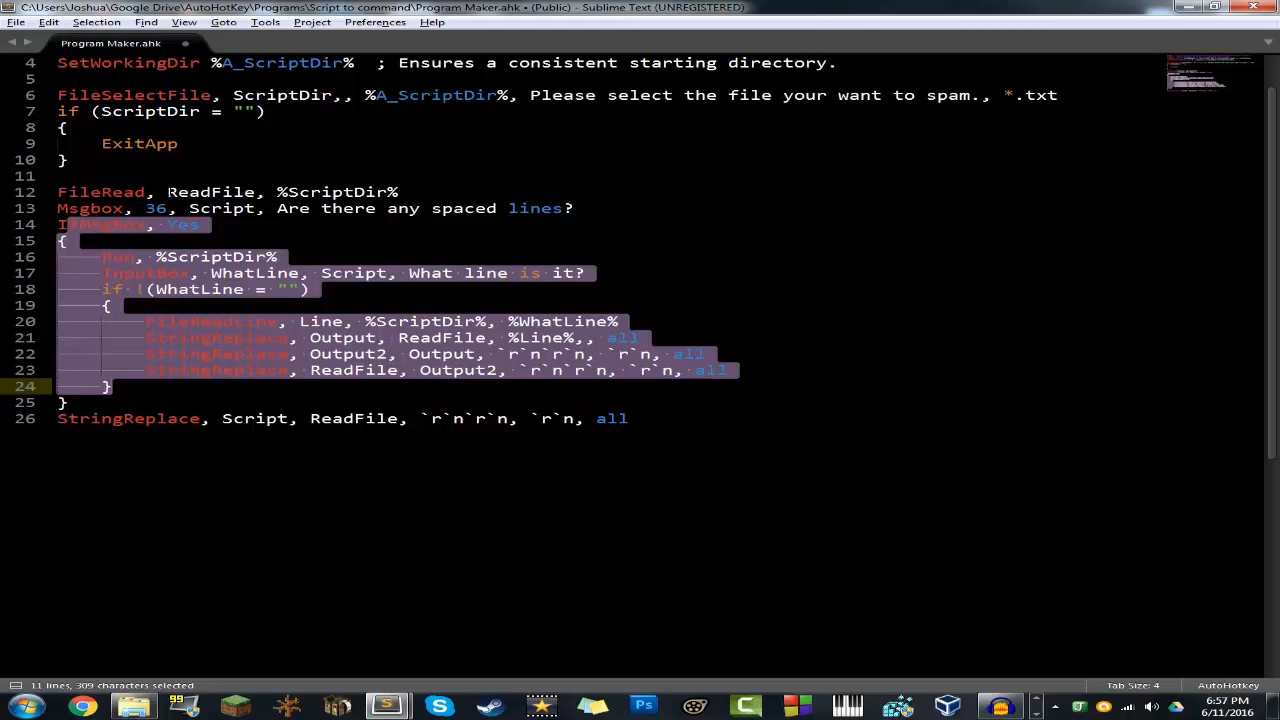 C:\Users\Joshua\Google Drive\AutoHotKey\Programs\Script to command\Program Maker.ahk • (Public) - Sublime Text (UNREGISTERED)
File Edit Selection Find View Goto Tools Project Preferences Help
Program Maker.ahk
4 SetWorkingDir %A_ScriptDir%  ; Ensures a consistent starting directory.
5
6 FileSelectFile, ScriptDir,, %A_ScriptDir%, Please select the file your want to spam., *.txt
7 if (ScriptDir = "")
8 {
9     ExitApp
10 }
11
12 FileRead, ReadFile, %ScriptDir%
13 Msgbox, 36, Script, Are there any spaced lines?
14 IfMsgBox, Yes
15 {
16     Run, %ScriptDir%
17     InputBox, WhatLine, Script, What line is it?
18     if !(WhatLine = "")
19     {
20         FileReadLine, Line, %ScriptDir%, %WhatLine%
21         StringReplace, Output, ReadFile, %Line%,, all
22         StringReplace, Output2, Output, `r`n`r`n, `r`n, all
23         StringReplace, ReadFile, Output2, `r`n`r`n, `r`n, all
24     }
25 }
26 StringReplace, Script, ReadFile, `r`n`r`n, `r`n, all
11 lines, 309 characters selected
Tab Size: 4
AutoHotkey
99
S
Ps
C
6:57 PM
6/11/2016